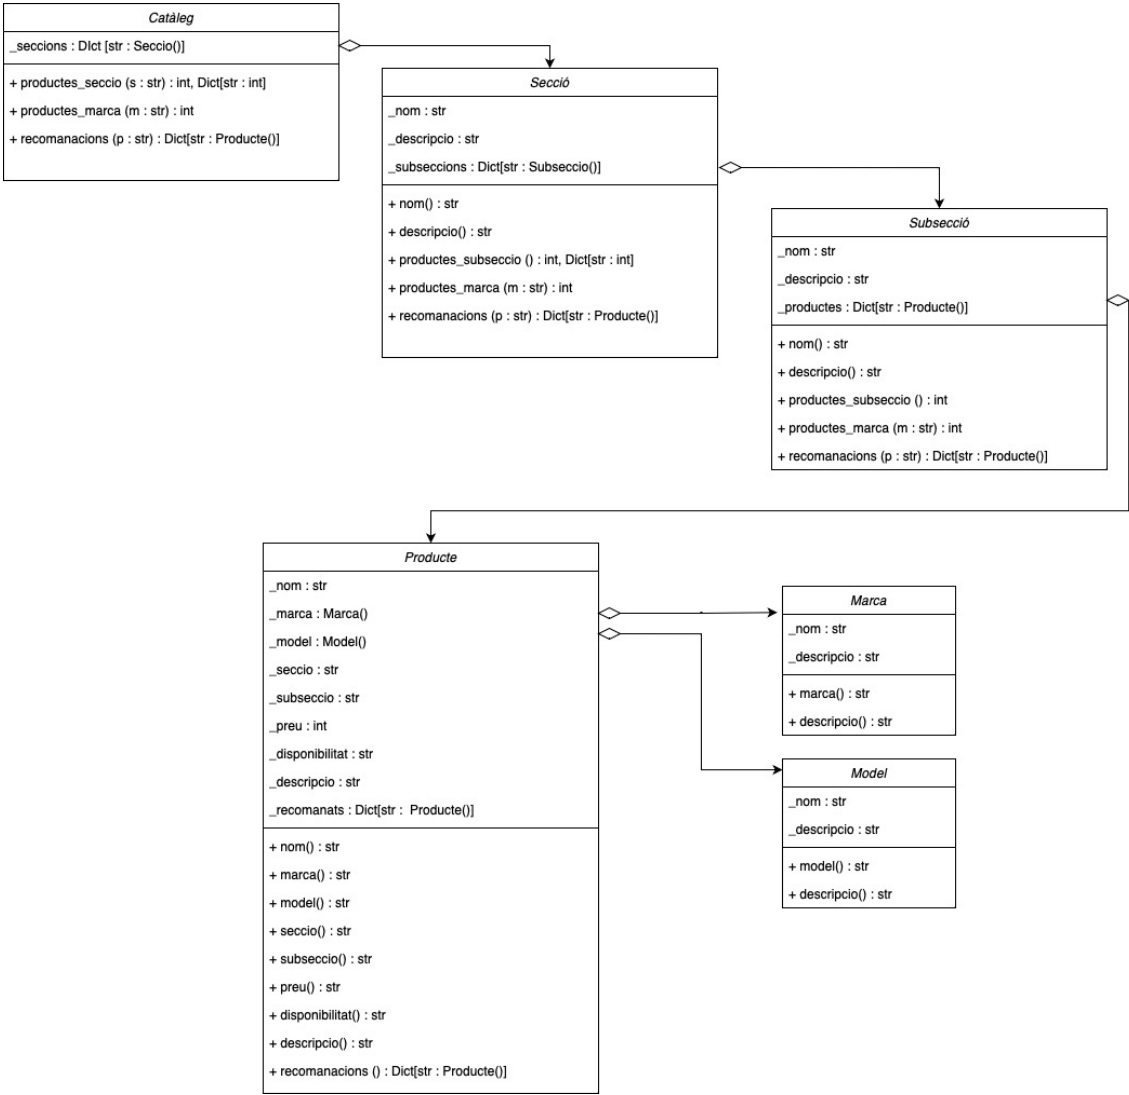 Catàleg
_seccions : DIct [str : Seccio()]
+ productes_seccio (s : str) : int, Dict[str : int]
+ productes_marca (m : str) : int
+ recomanacions (p : str) : Dict[str : Producte()]
Secció
_nom : str
_descripcio : str
_subseccions : Dict[str : Subseccio()]
+ nom() : str
+ descripcio() : str
+ productes_subseccio () : int, Dict[str : int]
+ productes_marca (m : str) : int
+ recomanacions (p : str) : Dict[str : Producte()]
Subsecció
_nom : str
_descripcio : str
_productes : Dict[str : Producte()]
+ nom() : str
+ descripcio() : str
+ productes_subseccio () : int
+ productes_marca (m : str) : int
+ recomanacions (p : str) : Dict[str : Producte()]
Producte
_nom : str
_marca : Marca()
_model : Model()
_seccio : str
_subseccio : str
_preu : int
_disponibilitat : str
_descripcio : str
_recomanats : Dict[str :  Producte()]
+ nom() : str
+ marca() : str
+ model() : str
+ seccio() : str
+ subseccio() : str
+ preu() : str
+ disponibilitat() : str
+ descripcio() : str
+ recomanacions () : Dict[str : Producte()]
Marca
_nom : str
_descripcio : str
+ marca() : str
+ descripcio() : str
Model
_nom : str
_descripcio : str
+ model() : str
+ descripcio() : str